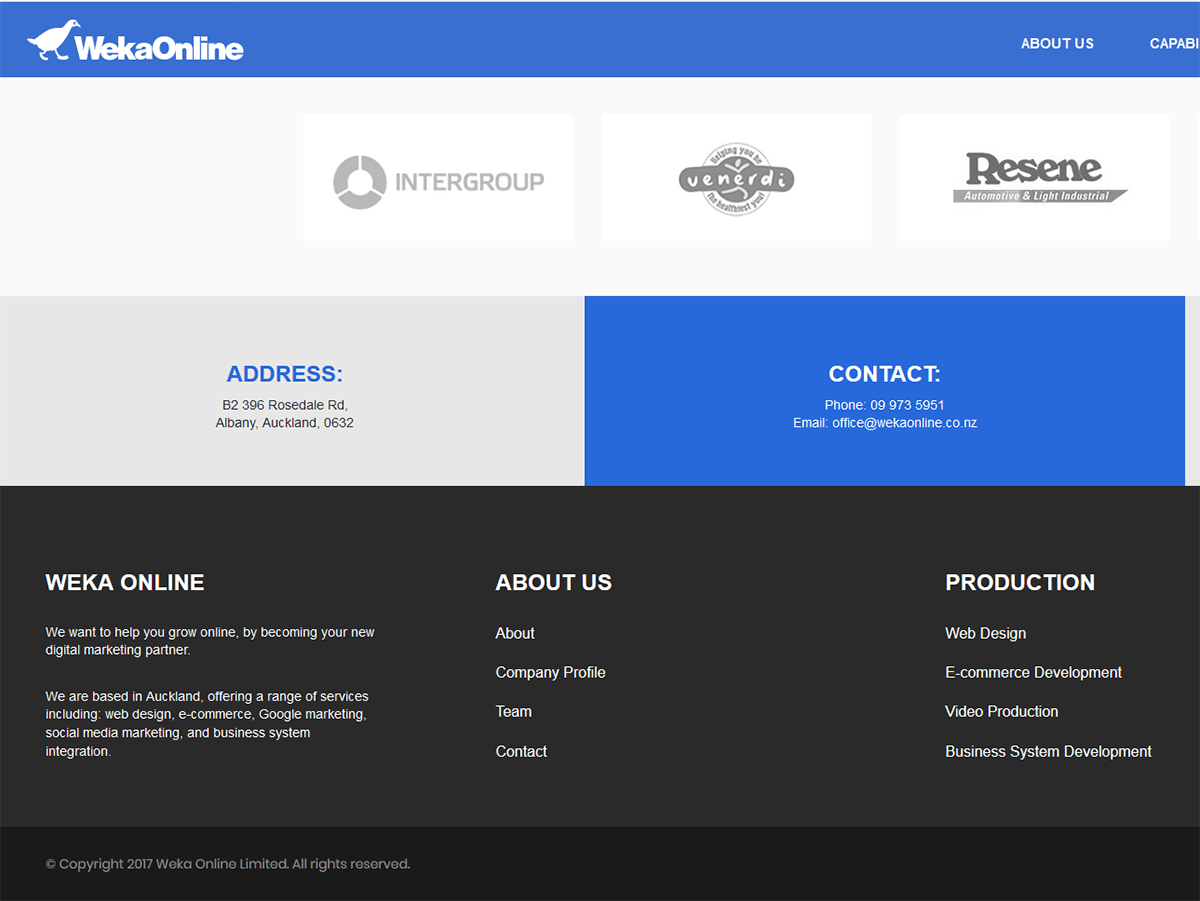 WekaOnline
ABOUT US
CAPABI
INTERGROUP
Helping you be
venerdi
the healthiest you!
Resene
Automotive & Light Industrial
ADDRESS:
B2 396 Rosedale Rd,
Albany, Auckland, 0632
CONTACT:
Phone: 09 973 5951
Email: office@wekaonline.co.nz
WEKA ONLINE
We want to help you grow online, by becoming your new
digital marketing partner.
We are based in Auckland, offering a range of services
including: web design, e-commerce, Google marketing,
social media marketing, and business system
integration.
ABOUT US
About
Company Profile
Team
Contact
PRODUCTION
Web Design
E-commerce Development
Video Production
Business System Development
© Copyright 2017 Weka Online Limited. All rights reserved.